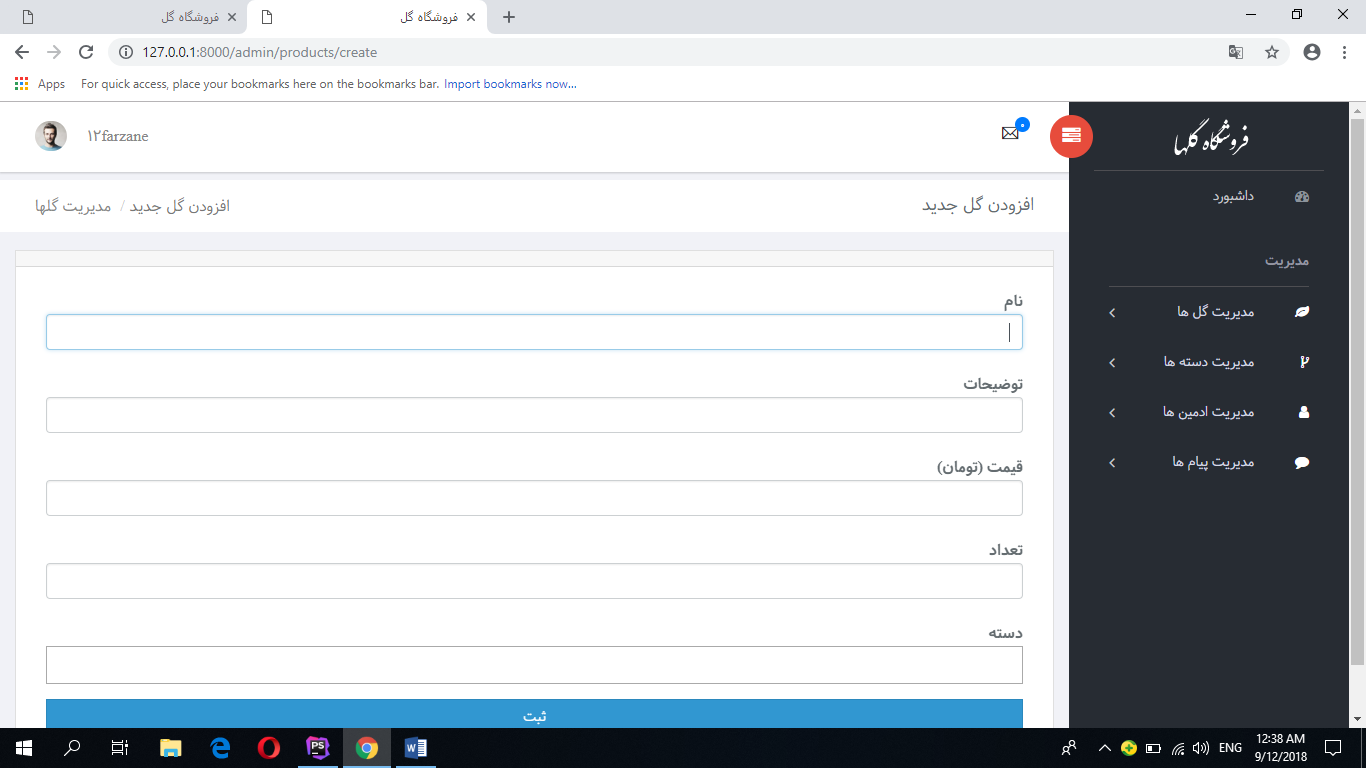 فروشگاه گل
فروشگاه گل
127.0.0.1:8000/admin/products/create
Apps For quick access, place your bookmarks here on the bookmarks bar. Import bookmarks now...
۱۲farzane
فروشگاه گلها
داشبورد
مدیریت
مدیریت گل ها
مدیریت دسته ها
مدیریت ادمین ها
مدیریت پیام ها
افزودن گل جدید
مدیریت گلها / افزودن گل جدید
نام
توضیحات
قیمت (تومان)
تعداد
دسته
ثبت
PS
W
ENG
12:38 AM
9/12/2018